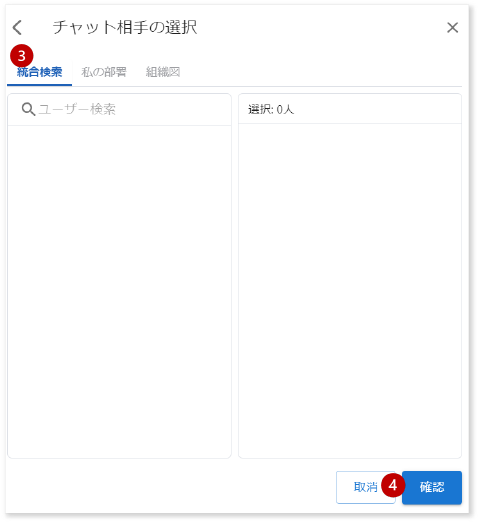 チャット相手の選択
3
統合検索 私の部署 組織図
ユーザー検索
選択: 0人
取消 4 確認